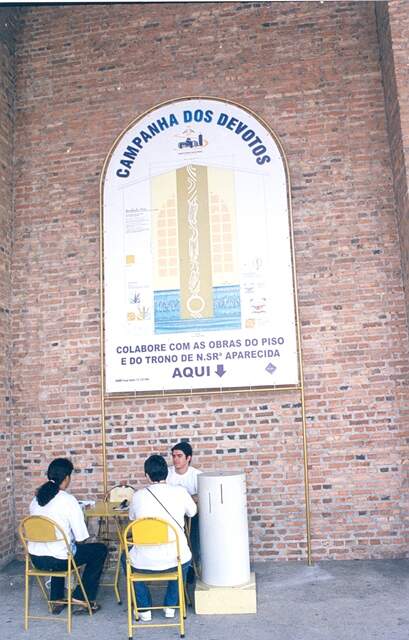 CAMPANHA DOS DEVOTOS
COLABORE COM AS OBRAS DO PISO
E DO TRONO DE N.SRª APARECIDA
AQUI